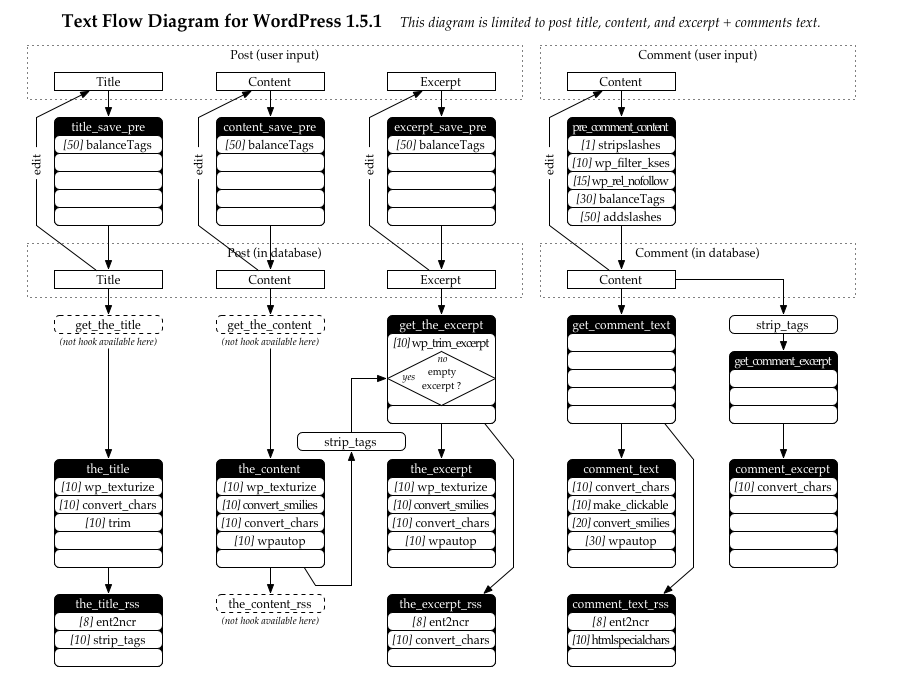 Text Flow Diagram for WordPress 1.5.1 This diagram is limited to post title, content, and excerpt + comments text.
Post (user input)
Comment (user input)
Title
Content
Excerpt
Content
title_save_pre
content_save_pre
excerpt_save_pre
pre_comment_content
[50] balanceTags
[50] balanceTags
[50] balanceTags
[1] stripslashes
[10] wp_filter_kses
[15] wp_rel_nofollow
[30] balanceTags
[50] addslashes
edit
edit
edit
edit
Post (in database)
Comment (in database)
Title
Content
Excerpt
Content
get_the_title
(not hook available here)
get_the_content
(not hook available here)
get_the_excerpt
[10] wp_trim_excerpt
no
yes
empty
excerpt ?
get_comment_text
strip_tags
get_comment_excerpt
strip_tags
the_title
[10] wp_texturize
[10] convert_chars
[10] trim
the_content
[10] wp_texturize
[10] convert_smilies
[10] convert_chars
[10] wpautop
the_excerpt
[10] wp_texturize
[10] convert_smilies
[10] convert_chars
[10] wpautop
comment_text
[10] convert_chars
[10] make_clickable
[20] convert_smilies
[30] wpautop
comment_excerpt
[10] convert_chars
the_title_rss
[8] ent2ncr
[10] strip_tags
the_content_rss
(not hook available here)
the_excerpt_rss
[8] ent2ncr
[10] convert_chars
comment_text_rss
[8] ent2ncr
[10] htmlspecialchars